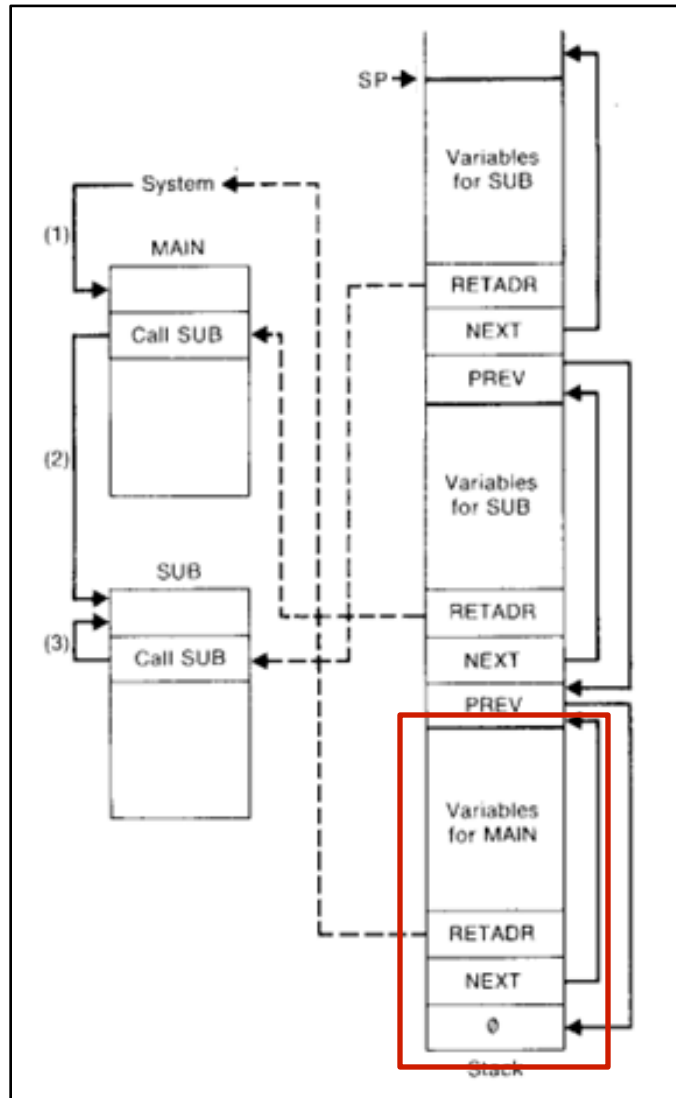 SP
Variables
for SUB
System
(1)
MAIN
RETADR
Call SUB
NEXT
PREV
(2)
Variables
for SUB
SUB
RETADR
(3)
Call SUB
NEXT
PREV
Variables
for MAIN
RETADR
NEXT
0
Stack